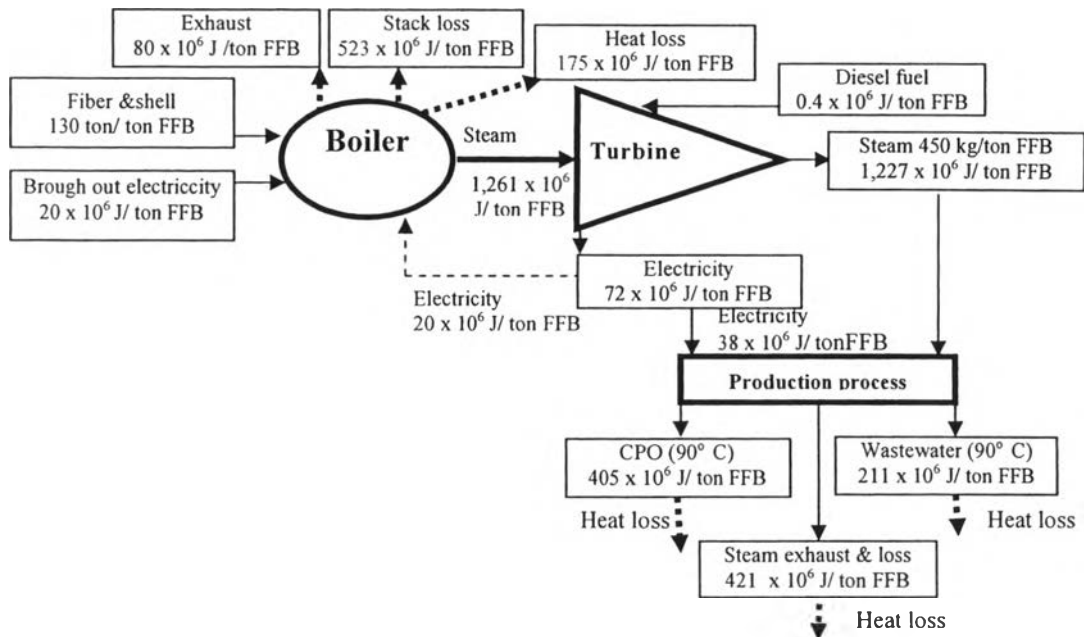 Exhaust
80 x 10⁶ J /ton FFB
Stack loss
523 x 10⁶ J/ ton FFB
Heat loss
175 x 10⁶ J/ ton FFB
Diesel fuel
0.4 x 10⁶ J/ ton FFB
Fiber &shell
130 ton/ ton FFB
Boiler
Steam
1,261 x 10⁶
J/ ton FFB
Turbine
Steam 450 kg/ton FFB
1,227 x 10⁶ J/ ton FFB
Brough out electriccity
20 x 10⁶ J/ ton FFB
Electricity
20 x 10⁶ J/ ton FFB
Electricity
72 x 10⁶ J/ ton FFB
Electricity
38 x 10⁶ J/ tonFFB
Production process
CPO (90° C)
405 x 10⁶ J/ ton FFB
Wastewater (90° C)
211 x 10⁶ J/ ton FFB
Heat loss
Heat loss
Steam exhaust & loss
421 x 10⁶ J/ ton FFB
Heat loss